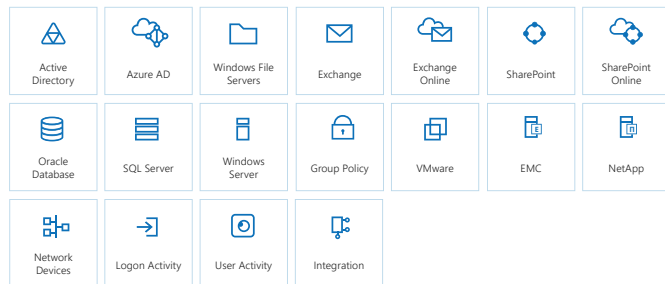 Active
Directory
Azure AD
Windows File
Servers
Exchange
Exchange
Online
SharePoint
SharePoint
Online
Oracle
Database
SQL Server
Windows
Server
Group Policy
VMware
E
EMC
n
NetApp
Network
Devices
Logon Activity
User Activity
Integration